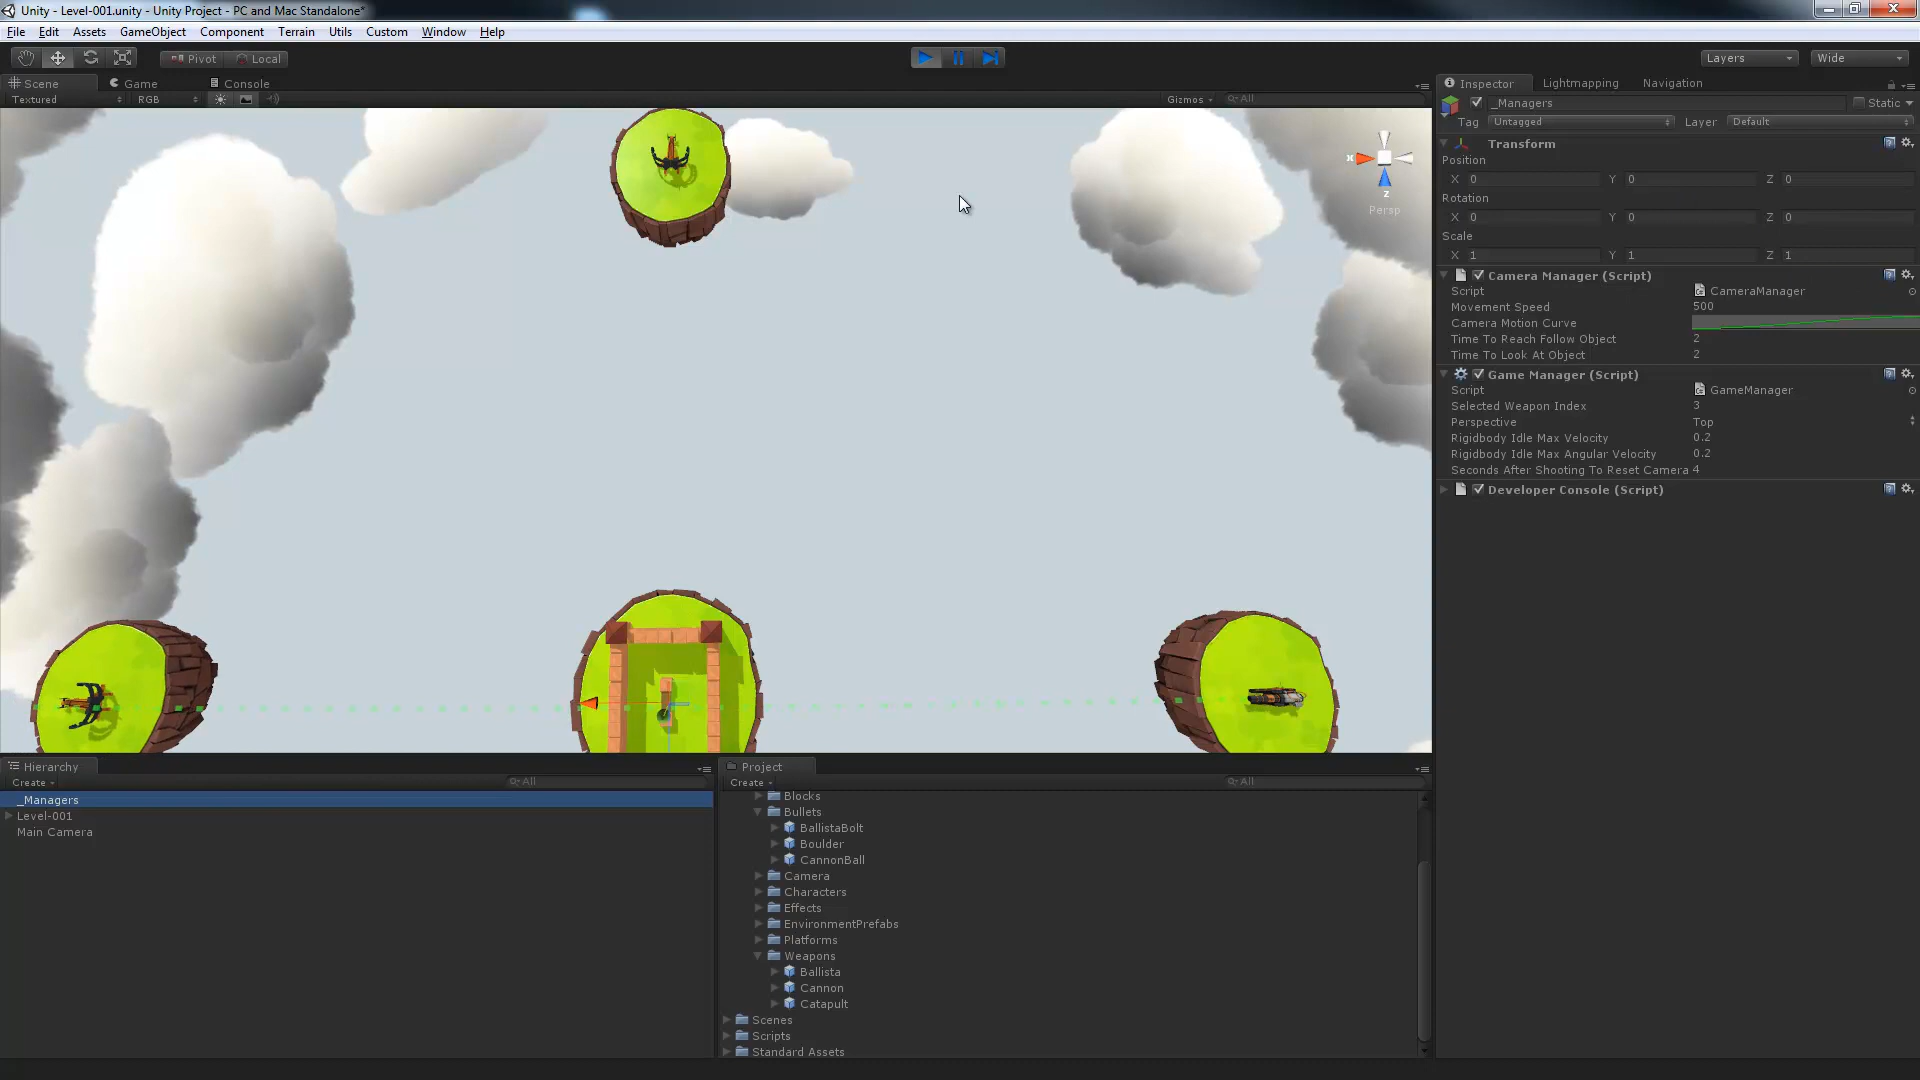 Unity - Level-001.unity - Unity Project - PC and Mac Standalone*
File Edit Assets GameObject Component Terrain Utils Custom Window Help
Pivot Local Layers Wide
Scene Game Console
Textured RGB Gizmos All
x
z
Persp
Inspector Lightmapping Navigation
_Managers Static
Tag Untagged Layer Default
Transform
Position
X 0 Y 0 Z 0
Rotation
X 0 Y 0 Z 0
Scale
X 1 Y 1 Z 1
Camera Manager (Script)
Script CameraManager
Movement Speed 500
Camera Motion Curve
Time To Reach Follow Object 2
Time To Look At Object 2
Game Manager (Script)
Script GameManager
Selected Weapon Index 3
Perspective Top
Rigidbody Idle Max Velocity 0.2
Rigidbody Idle Max Angular Velocity 0.2
Seconds After Shooting To Reset Camera 4
Developer Console (Script)
Hierarchy
Create All
_Managers
Level-001
Main Camera
Project
Create All
Blocks
Bullets
BallistaBolt
Boulder
CannonBall
Camera
Characters
Effects
EnvironmentPrefabs
Platforms
Weapons
Ballista
Cannon
Catapult
Scenes
Scripts
Standard Assets